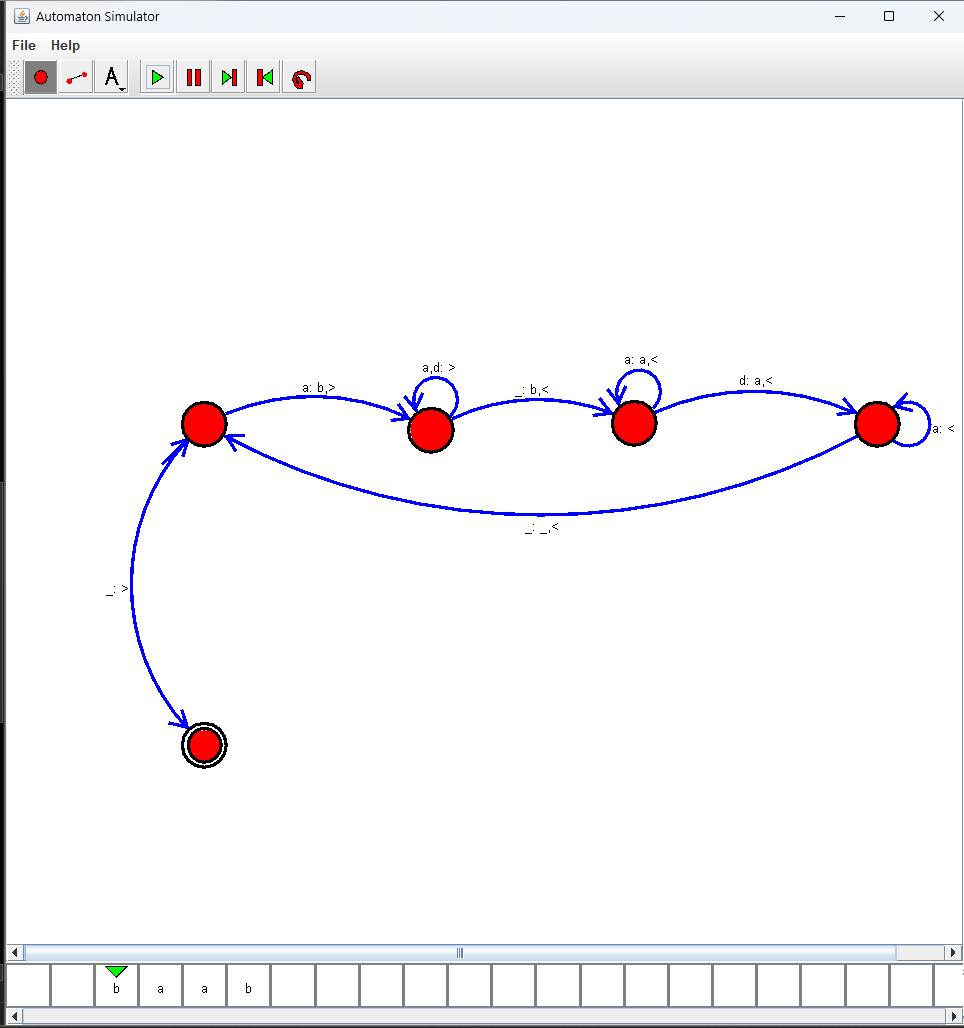 Automaton Simulator
File Help
A
a: b,>
a,d: >
_: b,<
a: a,<
d: a,<
a: <
_: _,<
_: >
b a a b